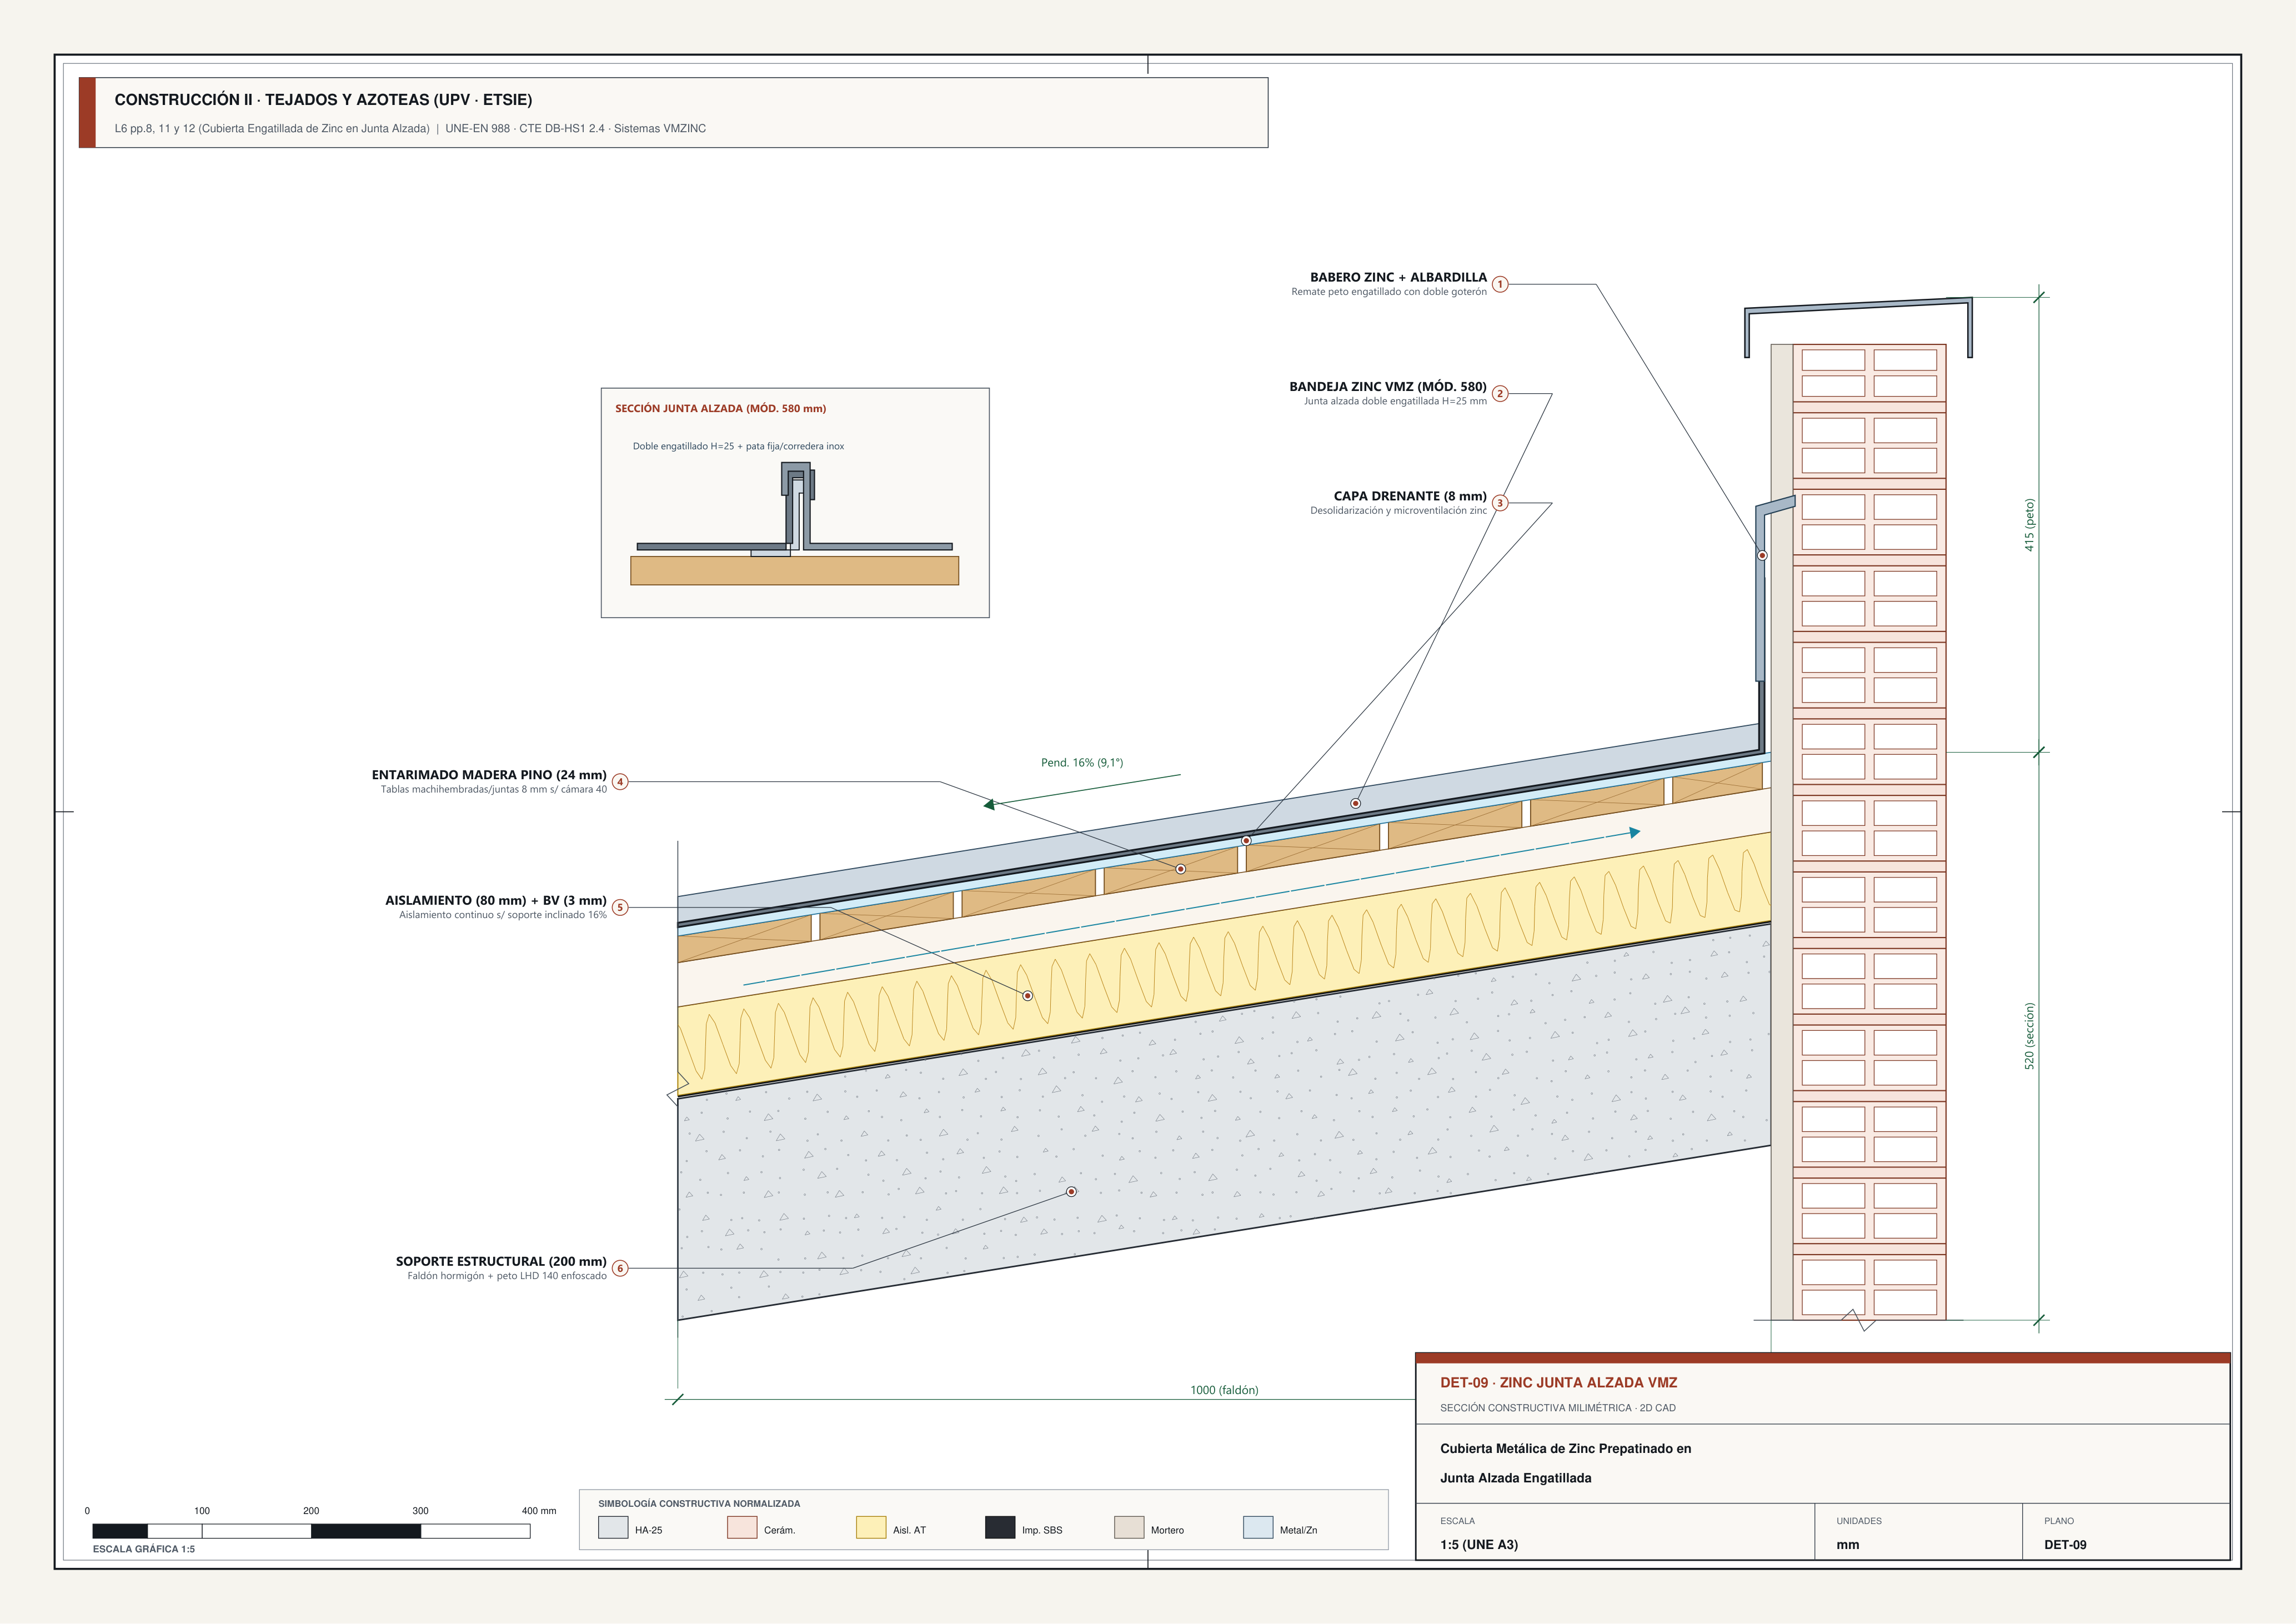 CONSTRUCCIÓN II · TEJADOS Y AZOTEAS (UPV · ETSIE)
L6 pp.8, 11 y 12 (Cubierta Engatillada de Zinc en Junta Alzada) | UNE-EN 988 · CTE DB-HS1 2.4 · Sistemas VMZINC
BABERO ZINC + ALBARDILLA
Remate peto engatillado con doble goterón
1
BANDEJA ZINC VMZ (MÓD. 580)
Junta alzada doble engatillada H=25 mm
2
CAPA DRENANTE (8 mm)
Desolidarización y microventilación zinc
3
SECCIÓN JUNTA ALZADA (MÓD. 580 mm)
Doble engatillado H=25 + pata fija/corredera inox
415 (peto)
Pend. 16% (9,1°)
ENTARIMADO MADERA PINO (24 mm)
Tablas machihembradas/juntas 8 mm s/ cámara 40
4
AISLAMIENTO (80 mm) + BV (3 mm)
Aislamiento continuo s/ soporte inclinado 16%
5
520 (sección)
SOPORTE ESTRUCTURAL (200 mm)
Faldón hormigón + peto LHD 140 enfoscado
6
1000 (faldón)
DET-09 · ZINC JUNTA ALZADA VMZ
SECCIÓN CONSTRUCTIVA MILIMÉTRICA · 2D CAD
Cubierta Metálica de Zinc Prepatinado en
Junta Alzada Engatillada
ESCALA
1:5 (UNE A3)
UNIDADES
mm
PLANO
DET-09
0 100 200 300 400 mm
ESCALA GRÁFICA 1:5
SIMBOLOGÍA CONSTRUCTIVA NORMALIZADA
HA-25 Cerám. Aisl. AT Imp. SBS Mortero Metal/Zn